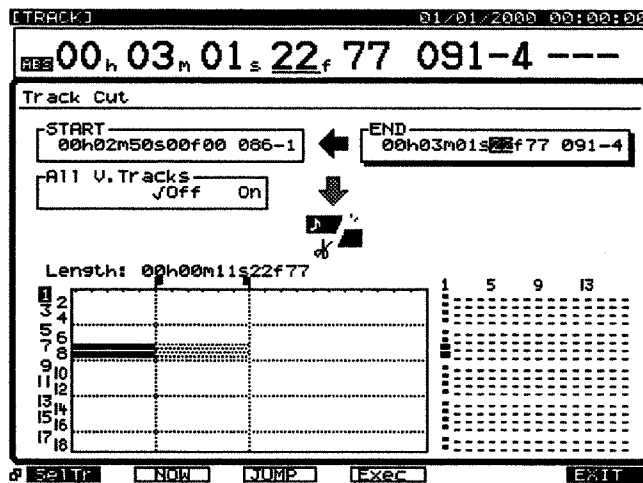 [TRACK] 01/01/2000 00:00:00
ABS 00h 03m 01s 22f 77 091-4 ---
Track Cut
START END
00h02m50s00f00 086-1 00h03m01s22f77 091-4
All V.Tracks
√Off On
Length: 00h00m11s22f77
1 5 9 13
1
2
3
4
5
6
7
8
9
10
11
12
13
14
15
16
17
18
SelTr NOW JUMP Exec EXIT